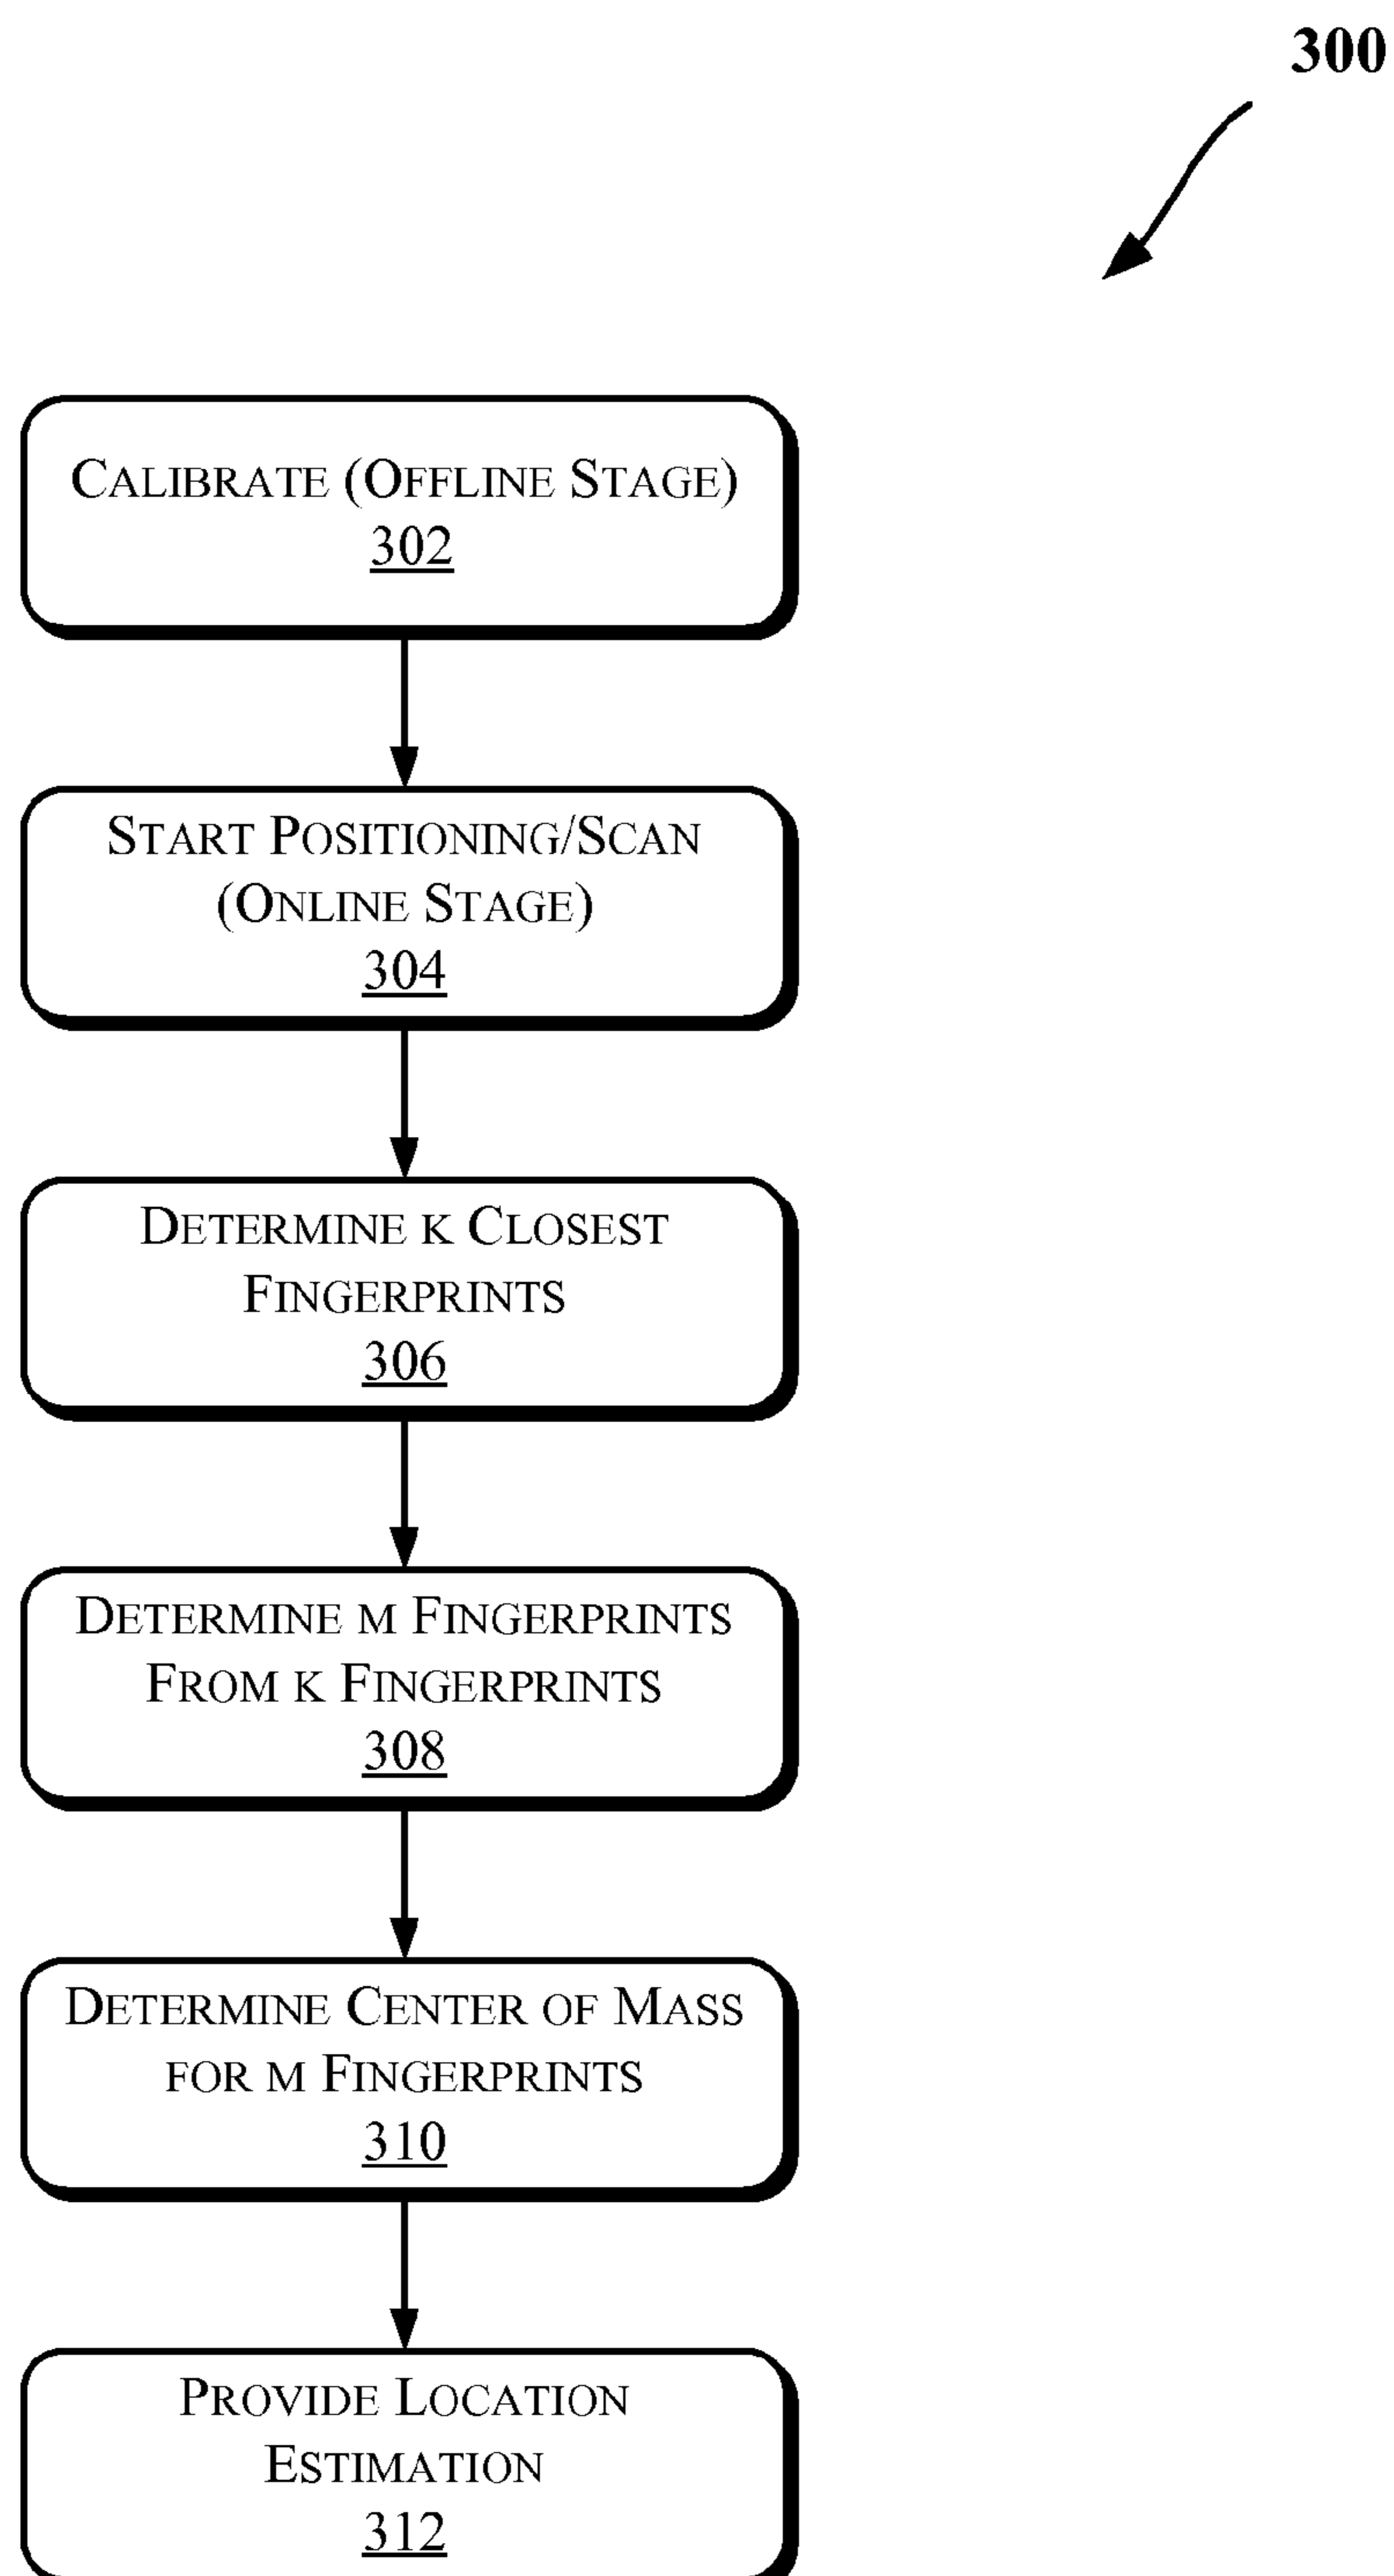 300
CALIBRATE (OFFLINE STAGE)
302
START POSITIONING/SCAN
(ONLINE STAGE)
304
DETERMINE K CLOSEST
FINGERPRINTS
306
DETERMINE M FINGERPRINTS
FROM K FINGERPRINTS
308
DETERMINE CENTER OF MASS
FOR M FINGERPRINTS
310
PROVIDE LOCATION
ESTIMATION
312